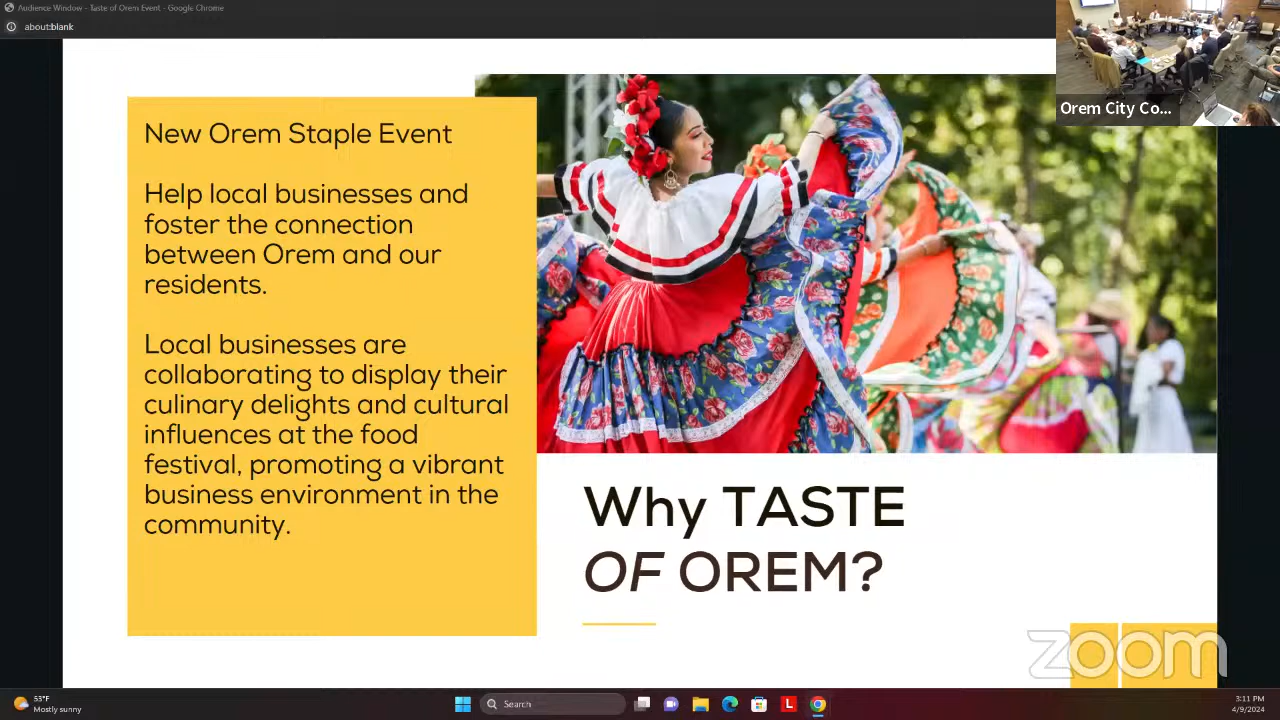 Audience Window - Taste of Orem Event - Google Chrome
about:blank
Orem City Co...
New Orem Staple Event
Help local businesses and
foster the connection
between Orem and our
residents.
Local businesses are
collaborating to display their
culinary delights and cultural
influences at the food
festival, promoting a vibrant
business environment in the
community.
Why TASTE
OF OREM?
zoom
53°F
Mostly sunny
Search
L
3:11 PM
4/9/2024